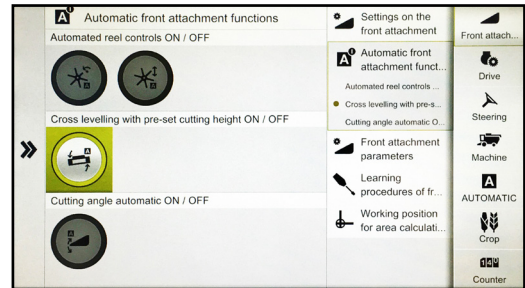 Automatic front attachment functions
Automated reel controls ON / OFF
Cross levelling with pre-set cutting height ON / OFF
Cutting angle automatic ON / OFF
Settings on the
front attachment
Automatic front
attachment funct...
Automated reel controls ...
Cross levelling with pre-s...
Cutting angle automatic O...
Front attachment
parameters
Learning
procedures of fr...
Working position
for area calculati...
Front attach...
Drive
Steering
Machine
A
AUTOMATIC
Crop
Counter